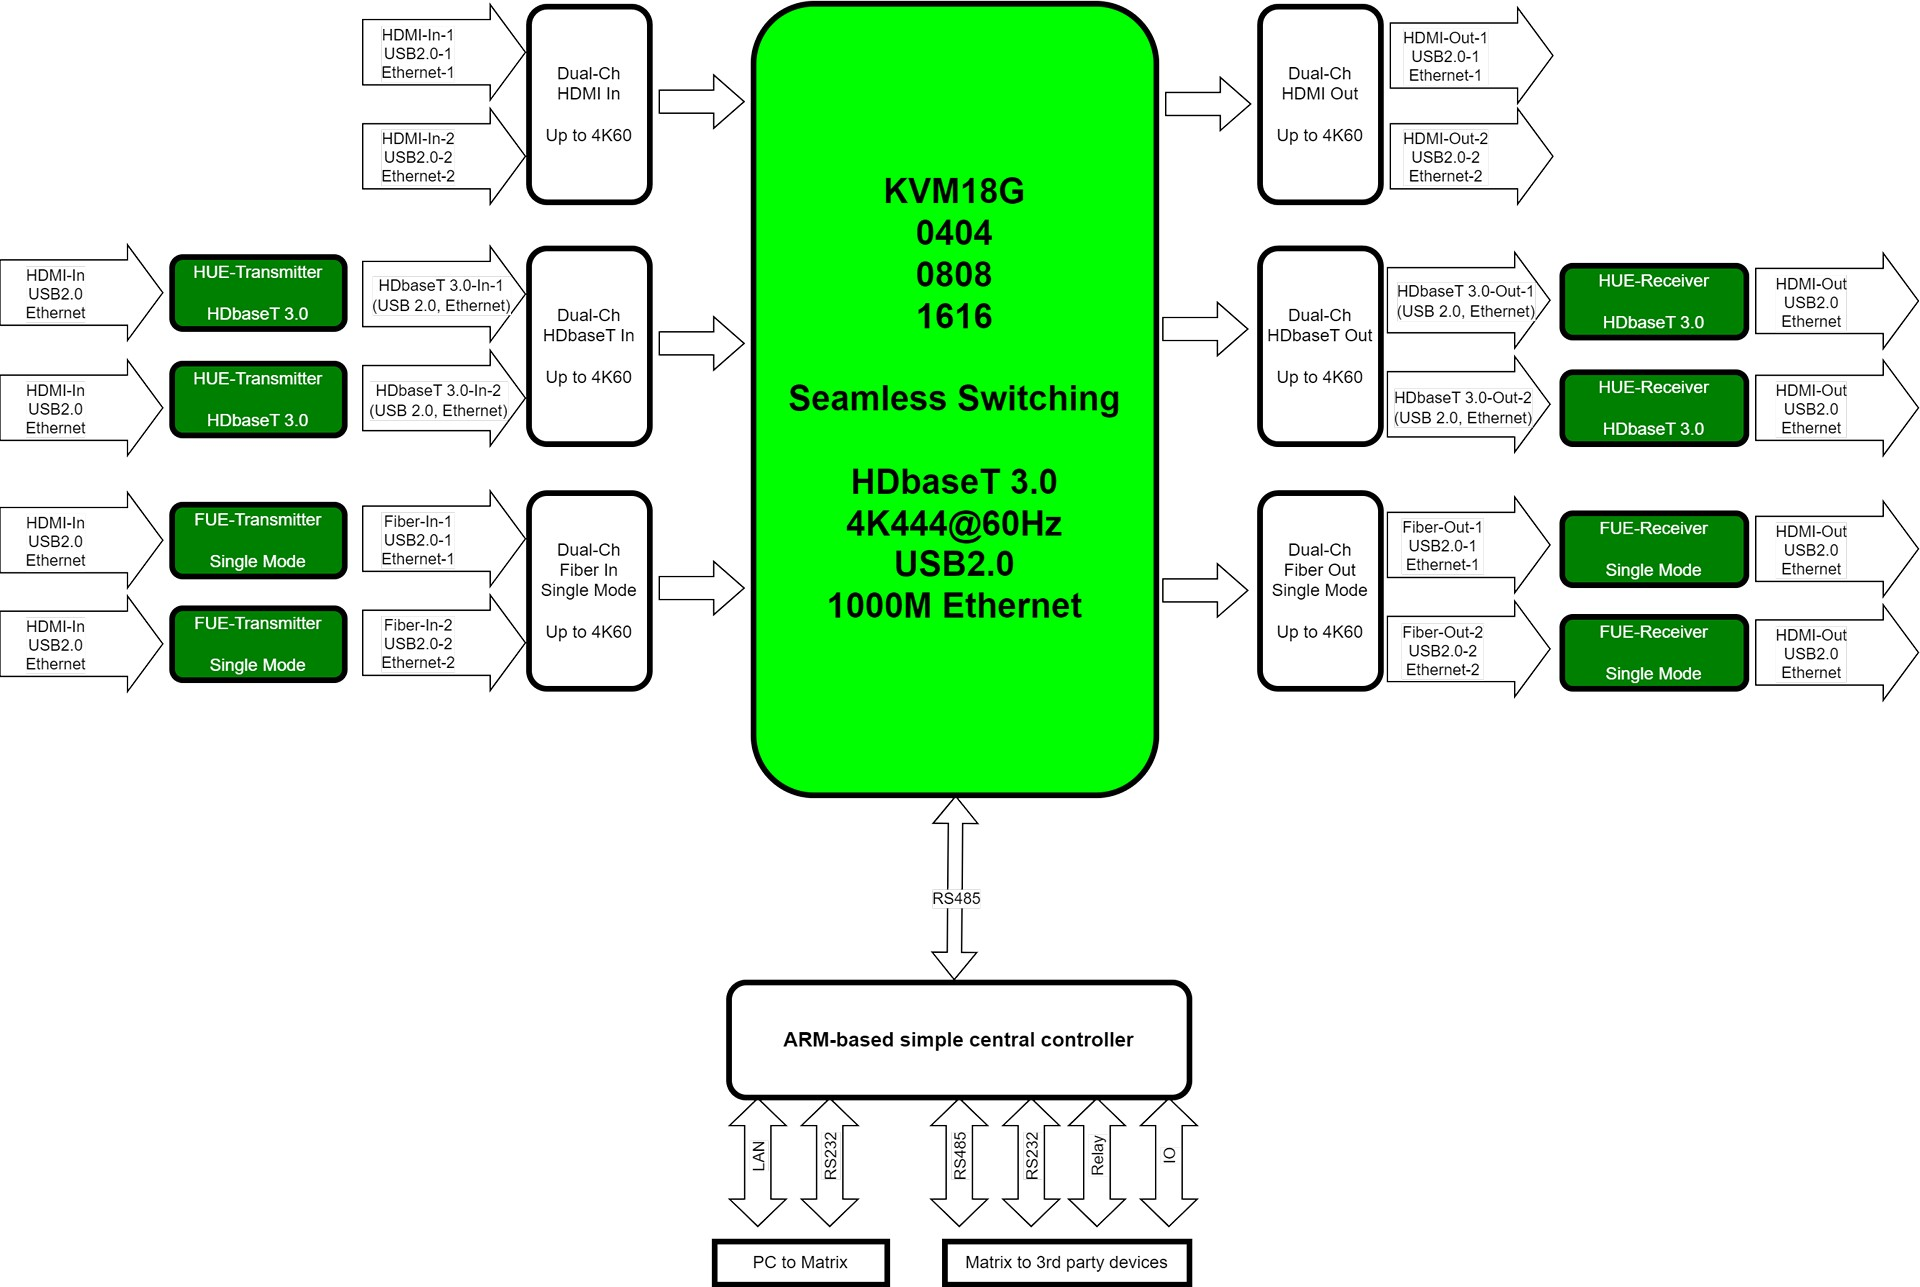 HDMI-In-1
USB2.0-1
Ethernet-1
HDMI-In-2
USB2.0-2
Ethernet-2
Dual-Ch
HDMI In
Up to 4K60
HDMI-In
USB2.0
Ethernet
HUE-Transmitter
HDbaseT 3.0
HDbaseT 3.0-In-1
(USB 2.0, Ethernet)
HDMI-In
USB2.0
Ethernet
HUE-Transmitter
HDbaseT 3.0
HDbaseT 3.0-In-2
(USB 2.0, Ethernet)
Dual-Ch
HDbaseT In
Up to 4K60
HDMI-In
USB2.0
Ethernet
FUE-Transmitter
Single Mode
Fiber-In-1
USB2.0-1
Ethernet-1
HDMI-In
USB2.0
Ethernet
FUE-Transmitter
Single Mode
Fiber-In-2
USB2.0-2
Ethernet-2
Dual-Ch
Fiber In
Single Mode
Up to 4K60
KVM18G
0404
0808
1616
Seamless Switching
HDbaseT 3.0
4K444@60Hz
USB2.0
1000M Ethernet
Dual-Ch
HDMI Out
Up to 4K60
HDMI-Out-1
USB2.0-1
Ethernet-1
HDMI-Out-2
USB2.0-2
Ethernet-2
Dual-Ch
HDbaseT Out
Up to 4K60
HDbaseT 3.0-Out-1
(USB 2.0, Ethernet)
HUE-Receiver
HDbaseT 3.0
HDMI-Out
USB2.0
Ethernet
HDbaseT 3.0-Out-2
(USB 2.0, Ethernet)
HUE-Receiver
HDbaseT 3.0
HDMI-Out
USB2.0
Ethernet
Dual-Ch
Fiber Out
Single Mode
Up to 4K60
Fiber-Out-1
USB2.0-1
Ethernet-1
FUE-Receiver
Single Mode
HDMI-Out
USB2.0
Ethernet
Fiber-Out-2
USB2.0-2
Ethernet-2
FUE-Receiver
Single Mode
HDMI-Out
USB2.0
Ethernet
RS485
ARM-based simple central controller
LAN
RS232
RS485
RS232
Relay
IO
PC to Matrix
Matrix to 3rd party devices